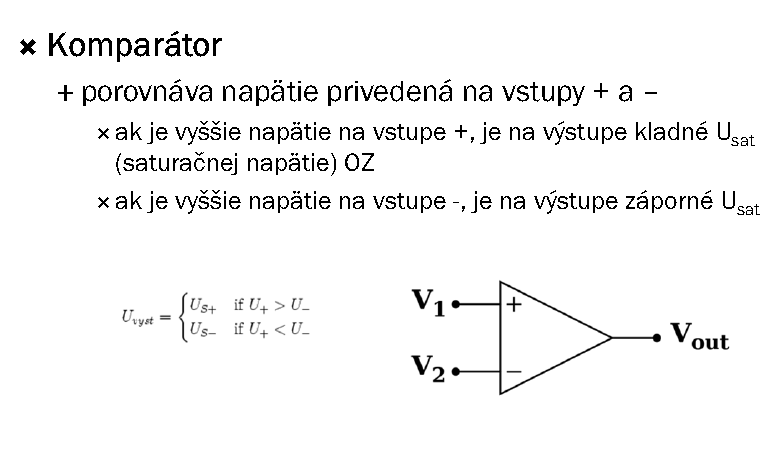 × Komparátor
+ porovnáva napätie privedená na vstupy + a –
× ak je vyššie napätie na vstupe +, je na výstupe kladné Usat
(saturačnej napätie) OZ
× ak je vyššie napätie na vstupe -, je na výstupe záporné Usat
Uvyst = { US+ if U+ > U−
US− if U+ < U−
V1 +
V2 −
Vout